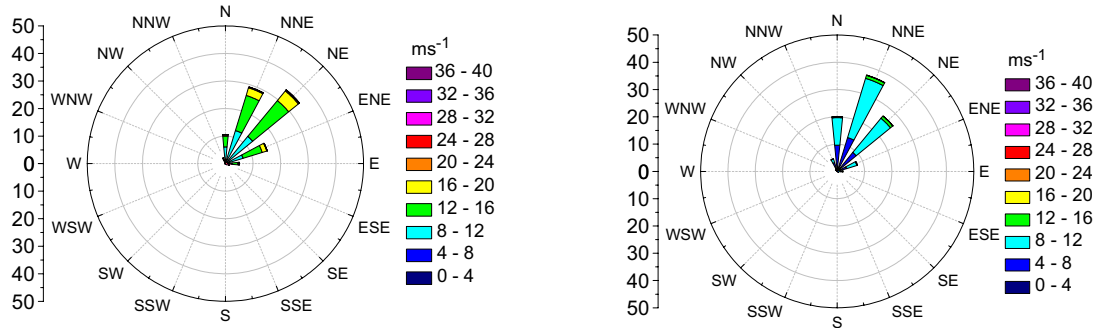 50
40
30
20
10
0
10
20
30
40
50
N
NNE
NE
ENE
E
ESE
SE
SSE
S
SSW
SW
WSW
W
WNW
NW
NNW
ms-1
36 - 40
32 - 36
28 - 32
24 - 28
20 - 24
16 - 20
12 - 16
8 - 12
4 - 8
0 - 4
50
40
30
20
10
0
10
20
30
40
50
N
NNE
NE
ENE
E
ESE
SE
SSE
S
SSW
SW
WSW
W
WNW
NW
NNW
ms-1
36 - 40
32 - 36
28 - 32
24 - 28
20 - 24
16 - 20
12 - 16
8 - 12
4 - 8
0 - 4